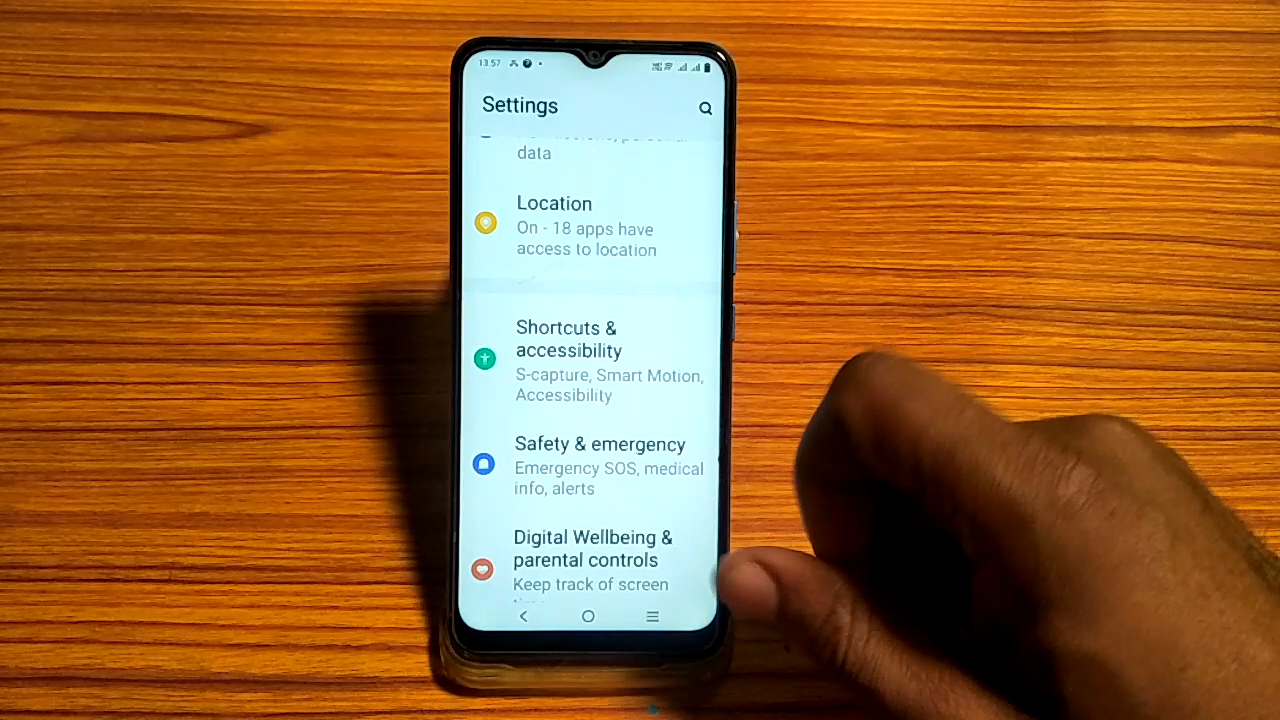 13:57
Settings
data
Location
On - 18 apps have
access to location
Shortcuts &
accessibility
S-capture, Smart Motion,
Accessibility
Safety & emergency
Emergency SOS, medical
info, alerts
Digital Wellbeing &
parental controls
Keep track of screen